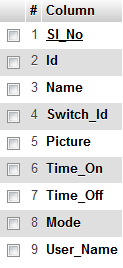 # Column
1 Sl_No
2 Id
3 Name
4 Switch_Id
5 Picture
6 Time_On
7 Time_Off
8 Mode
9 User_Name